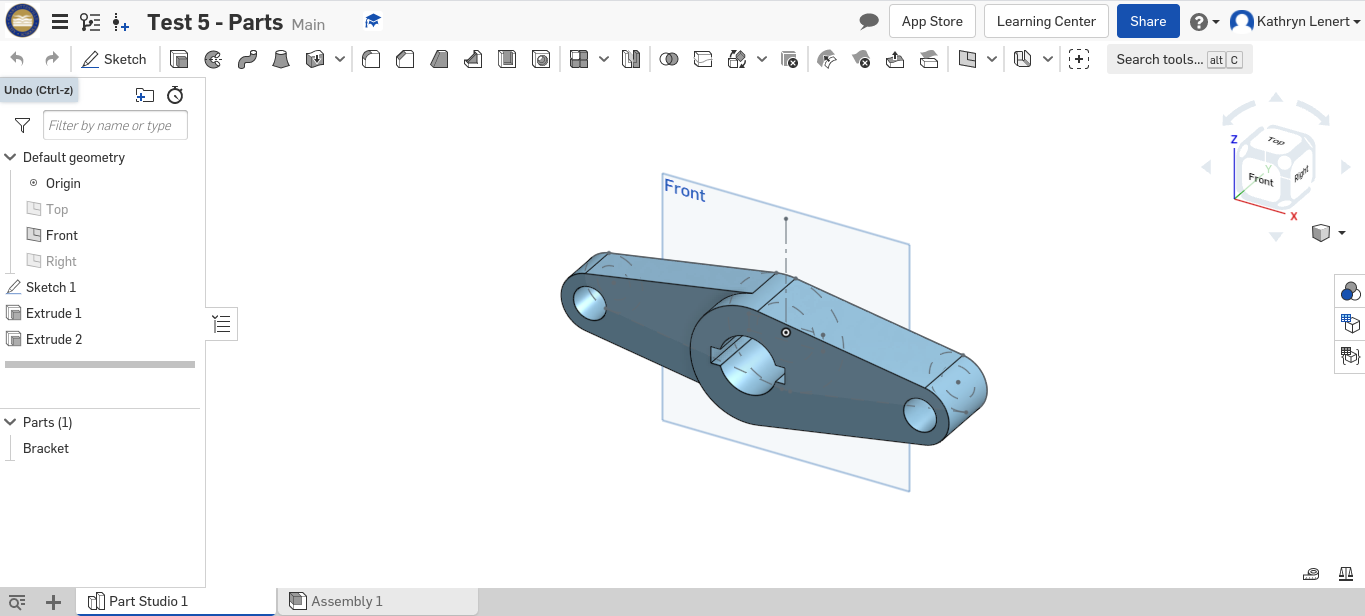 Test 5 - Parts Main
App Store
Learning Center
Share
Kathryn Lenert
Sketch
Search tools... alt C
Undo (Ctrl-z)
Filter by name or type
Default geometry
Origin
Top
Front
Right
Sketch 1
Extrude 1
Extrude 2
Parts (1)
Bracket
Front
Z
Top
Y
Front
Right
X
Part Studio 1
Assembly 1